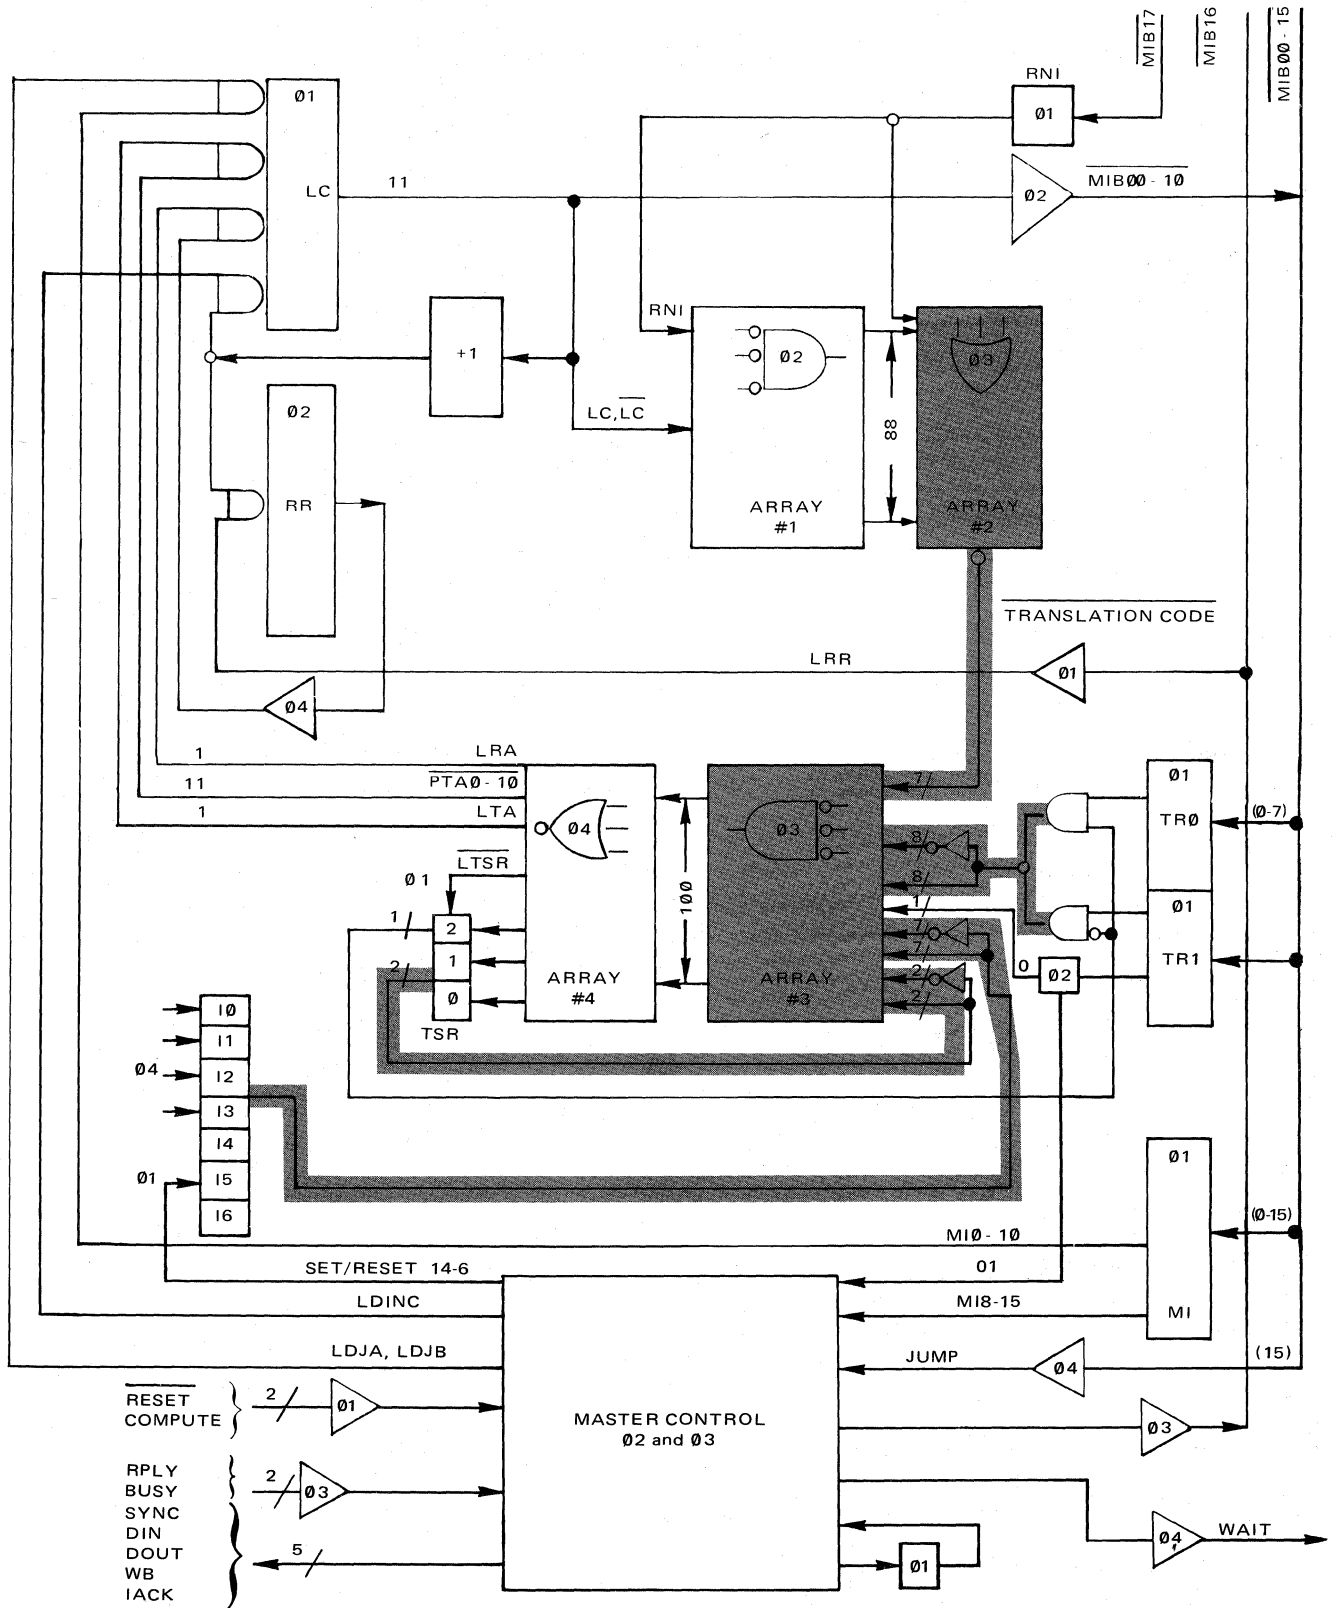 MIB17
MIB16
MIB00 - 15
RNI
Ø1
Ø1
LC
11
Ø2
MIBØØ - 1Ø
RNI
Ø2
Ø3
+1
LC, LC
88
Ø2
RR
ARRAY
#1
ARRAY
#2
TRANSLATION CODE
LRR
Ø1
Ø4
1
LRA
11
PTAØ - 1Ø
1
LTA
Ø4
Ø3
7
Ø1
TRØ
(Ø-7)
LTSR
Ø1
8
8
1
7
7
2
2
100
Ø1
TR1
1
2
1
Ø
2
TSR
ARRAY
#4
ARRAY
#3
0
Ø2
IØ
I1
Ø4
I2
I3
I4
Ø1
I5
I6
Ø1
(Ø-15)
MIØ - 1Ø
SET/RESET 14-6
01
LDINC
MI8-15
MI
LDJA, LDJB
JUMP
Ø4
(15)
RESET
COMPUTE
2
Ø1
MASTER CONTROL
Ø2 and Ø3
Ø3
RPLY
BUSY
2
Ø3
SYNC
DIN
DOUT
WB
IACK
5
Ø1
Ø4
WAIT